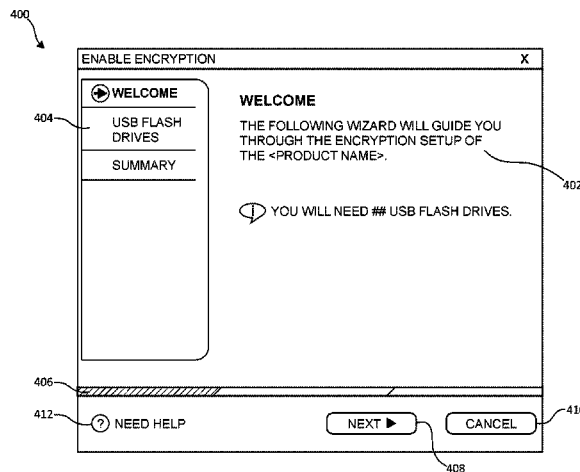 400
ENABLE ENCRYPTION X
WELCOME
404
USB FLASH
DRIVES
SUMMARY
WELCOME
THE FOLLOWING WIZARD WILL GUIDE YOU
THROUGH THE ENCRYPTION SETUP OF
THE <PRODUCT NAME>.
402
i YOU WILL NEED ## USB FLASH DRIVES.
406
412
? NEED HELP
NEXT ▶
CANCEL
410
408